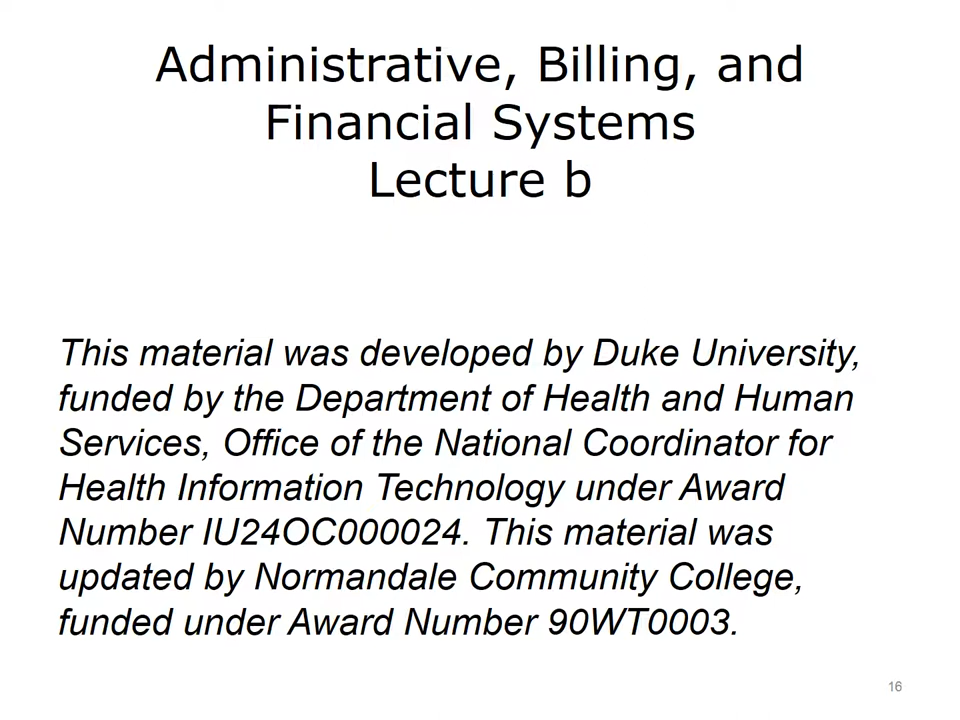 Administrative, Billing, and
Financial Systems
Lecture b
This material was developed by Duke University,
funded by the Department of Health and Human
Services, Office of the National Coordinator for
Health Information Technology under Award
Number IU24OC000024. This material was
updated by Normandale Community College,
funded under Award Number 90WT0003.
16